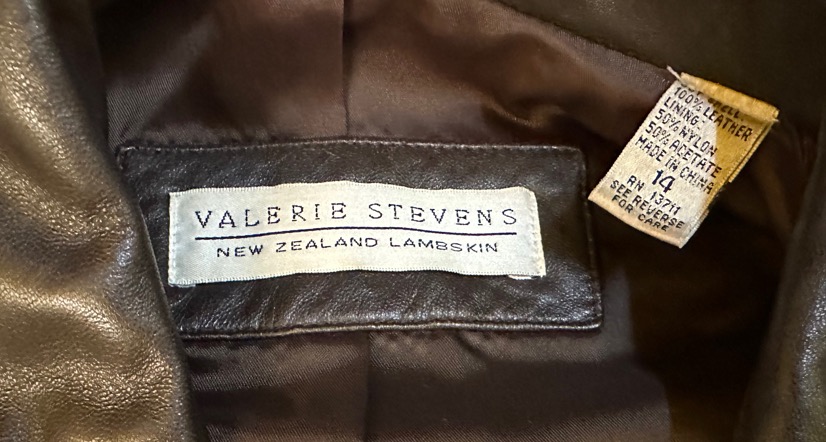 VALERIE STEVENS
NEW ZEALAND LAMBSKIN
SHELL
100% LEATHER
LINING
50% NYLON
50% ACETATE
MADE IN CHINA
14
RN 13711
SEE REVERSE
FOR CARE